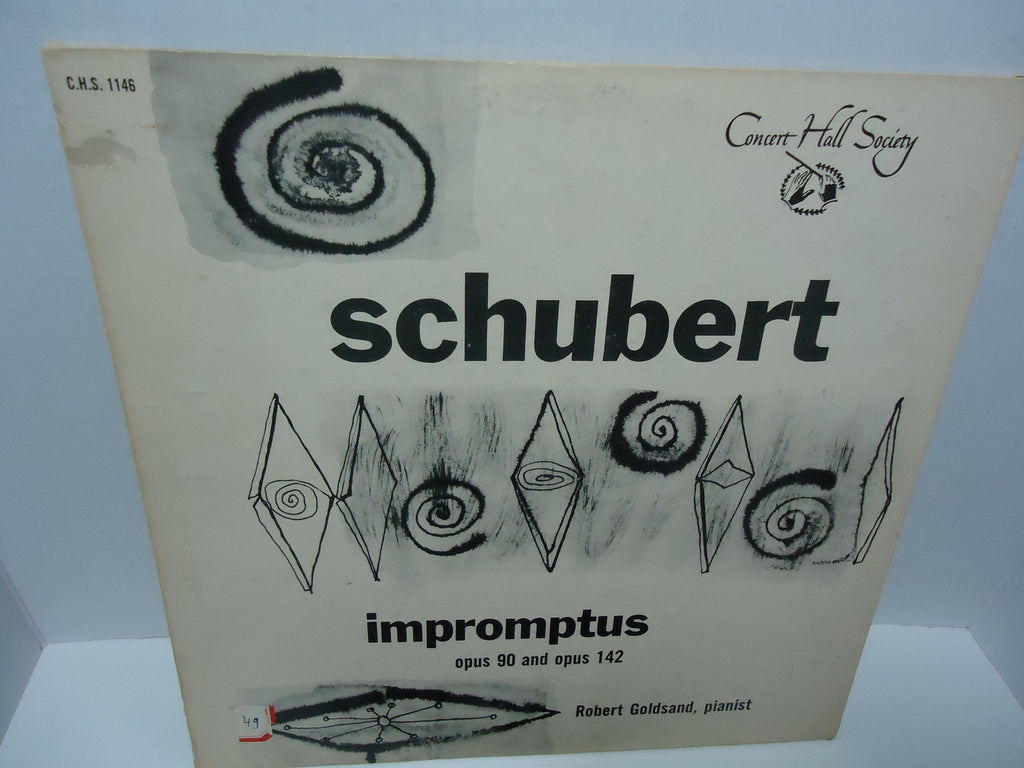 C.H.S. 1146
Concert Hall Society
schubert
impromptus
opus 90 and opus 142
Robert Goldsand, pianist
49